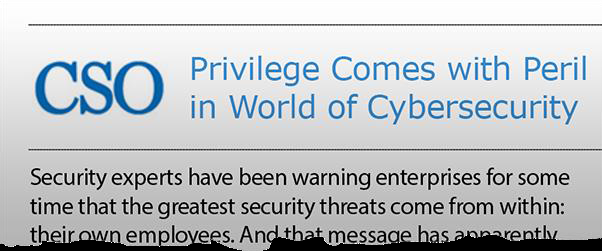 CSO
Privilege Comes with Peril
in World of Cybersecurity
Security experts have been warning enterprises for some
time that the greatest security threats come from within:
their own employees. And that message has apparently